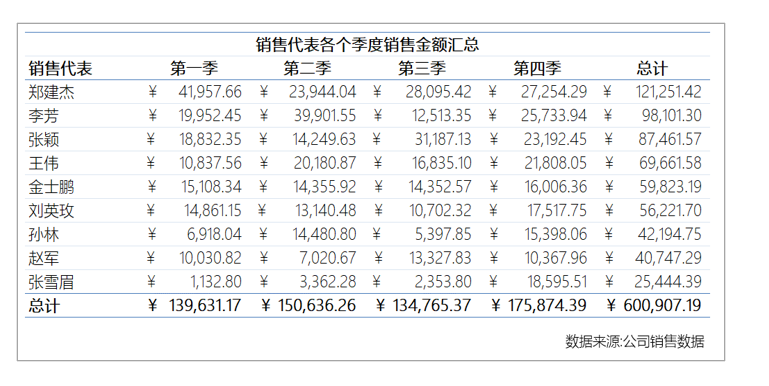 销售代表各个季度销售金额汇总
销售代表 第一季 第二季 第三季 第四季 总计
郑建杰 ¥ 41,957.66 ¥ 23,944.04 ¥ 28,095.42 ¥ 27,254.29 ¥ 121,251.42
李芳 ¥ 19,952.45 ¥ 39,901.55 ¥ 12,513.35 ¥ 25,733.94 ¥ 98,101.30
张颖 ¥ 18,832.35 ¥ 14,249.63 ¥ 31,187.13 ¥ 23,192.45 ¥ 87,461.57
王伟 ¥ 10,837.56 ¥ 20,180.87 ¥ 16,835.10 ¥ 21,808.05 ¥ 69,661.58
金士鹏 ¥ 15,108.34 ¥ 14,355.92 ¥ 14,352.57 ¥ 16,006.36 ¥ 59,823.19
刘英玫 ¥ 14,861.15 ¥ 13,140.48 ¥ 10,702.32 ¥ 17,517.75 ¥ 56,221.70
孙林 ¥ 6,918.04 ¥ 14,480.80 ¥ 5,397.85 ¥ 15,398.06 ¥ 42,194.75
赵军 ¥ 10,030.82 ¥ 7,020.67 ¥ 13,327.83 ¥ 10,367.96 ¥ 40,747.29
张雪眉 ¥ 1,132.80 ¥ 3,362.28 ¥ 2,353.80 ¥ 18,595.51 ¥ 25,444.39
总计 ¥ 139,631.17 ¥ 150,636.26 ¥ 134,765.37 ¥ 175,874.39 ¥ 600,907.19
数据来源:公司销售数据